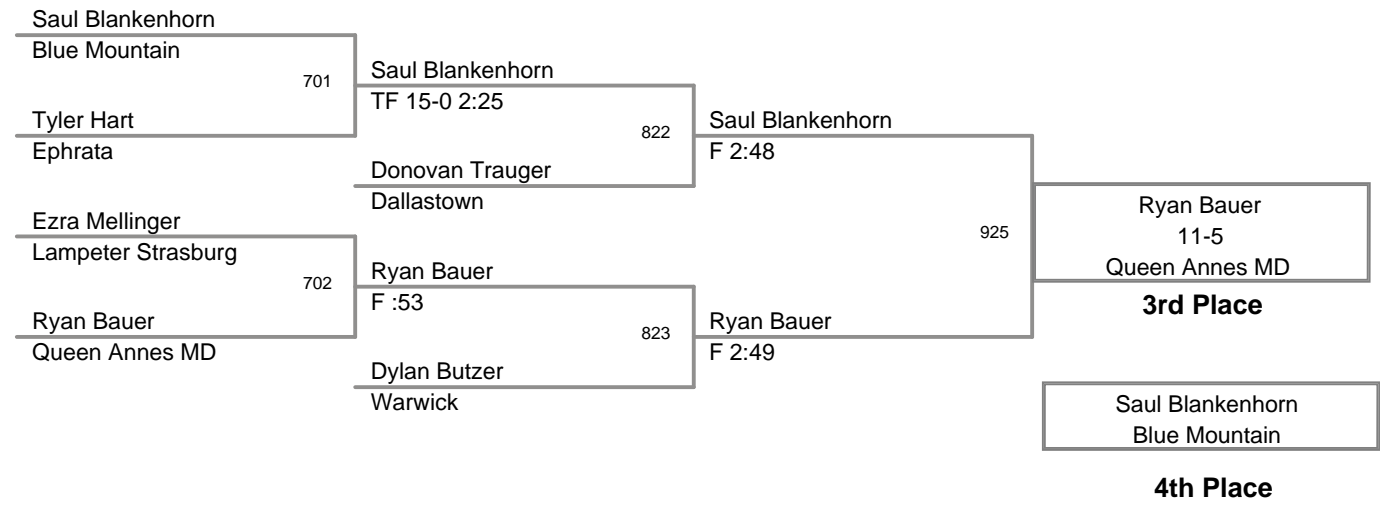 Saul Blankenhorn
Blue Mountain
701
Tyler Hart
Ephrata
Ezra Mellinger
Lampeter Strasburg
702
Ryan Bauer
Queen Annes MD
Saul Blankenhorn
TF 15-0 2:25
822
Donovan Trauger
Dallastown
Ryan Bauer
F :53
823
Dylan Butzer
Warwick
Saul Blankenhorn
F 2:48
925
Ryan Bauer
F 2:49
Ryan Bauer
11-5
Queen Annes MD
3rd Place
Saul Blankenhorn
Blue Mountain
4th Place